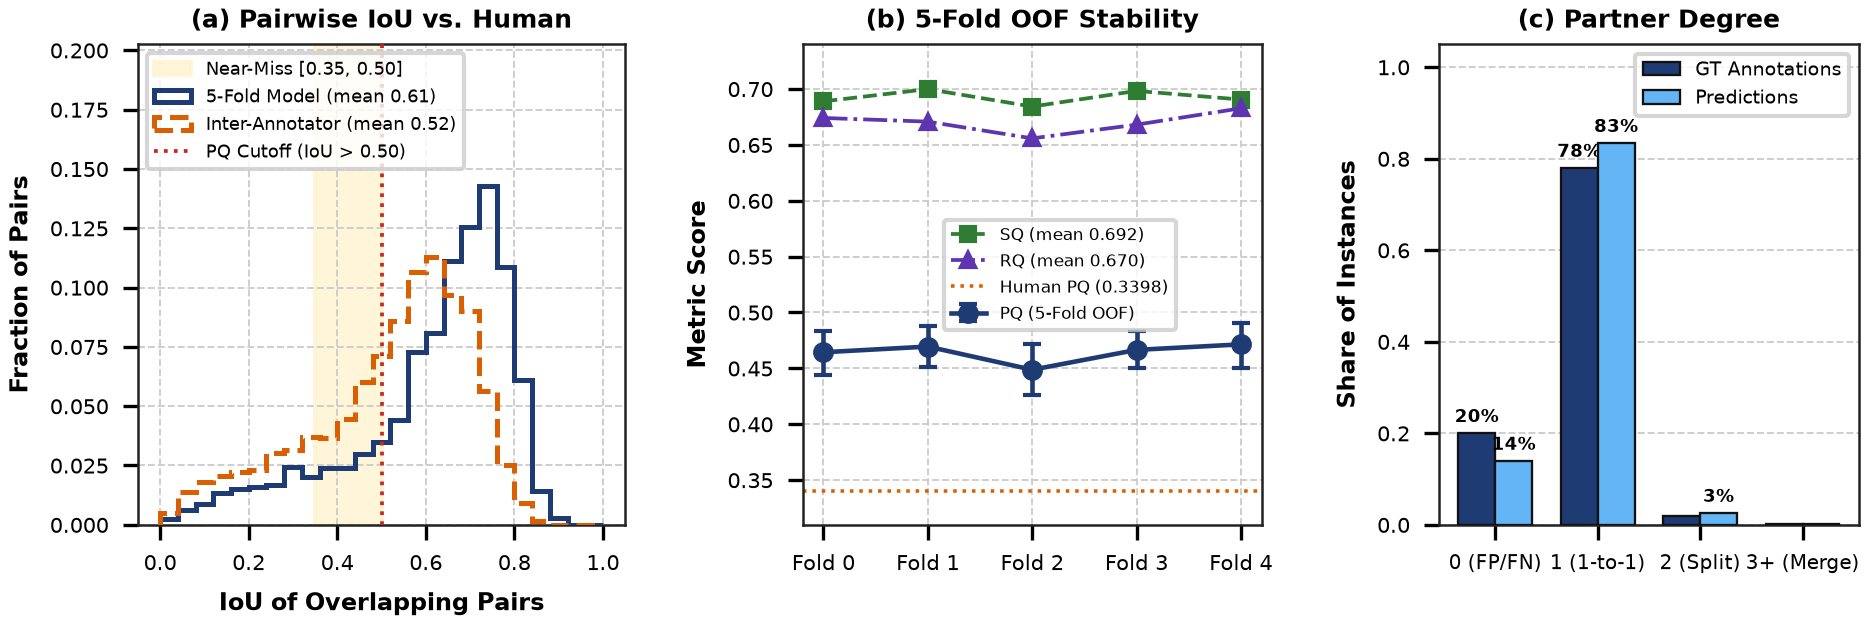 (a) Pairwise IoU vs. Human
Fraction of Pairs
0.200
0.175
0.150
0.125
0.100
0.075
0.050
0.025
0.000
Near-Miss [0.35, 0.50]
5-Fold Model (mean 0.61)
Inter-Annotator (mean 0.52)
PQ Cutoff (IoU > 0.50)
0.0 0.2 0.4 0.6 0.8 1.0
IoU of Overlapping Pairs
(b) 5-Fold OOF Stability
Metric Score
0.70
0.65
0.60
0.55
0.50
0.45
0.40
0.35
SQ (mean 0.692)
RQ (mean 0.670)
Human PQ (0.3398)
PQ (5-Fold OOF)
Fold 0 Fold 1 Fold 2 Fold 3 Fold 4
(c) Partner Degree
Share of Instances
1.0
0.8
0.6
0.4
0.2
0.0
GT Annotations
Predictions
20%
14%
78%
83%
3%
0 (FP/FN) 1 (1-to-1) 2 (Split) 3+ (Merge)